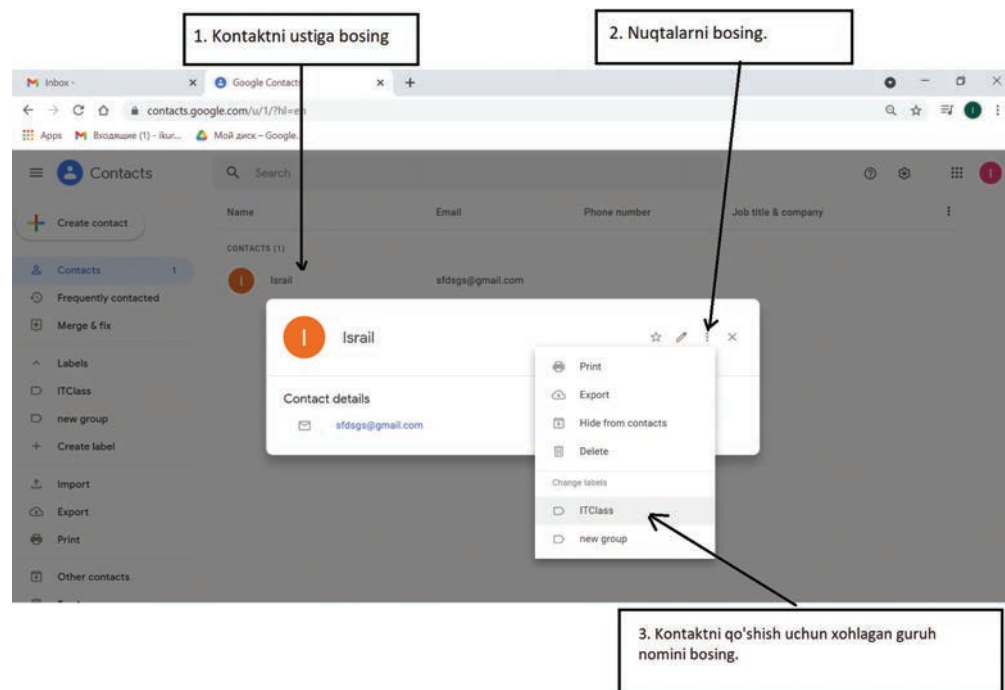 1. Kontaktni ustiga bosing
2. Nuqtalarni bosing.
Inbox -
Google Contacts
contacts.google.com/u/1/?hl=en
Apps
Входящие (1) - ikur...
Мой диск – Google...
Contacts
Search
Create contact
Name
Email
Phone number
Job title & company
CONTACTS (1)
Contacts 1
I Israil sfdsgs@gmail.com
Frequently contacted
Merge & fix
I Israil
Labels
Print
ITClass
Export
Contact details
new group
sfdsgs@gmail.com
Hide from contacts
Create label
Delete
Import
Change labels
Export
ITClass
Print
new group
Other contacts
3. Kontaktni qo'shish uchun xohlagan guruh
nomini bosing.